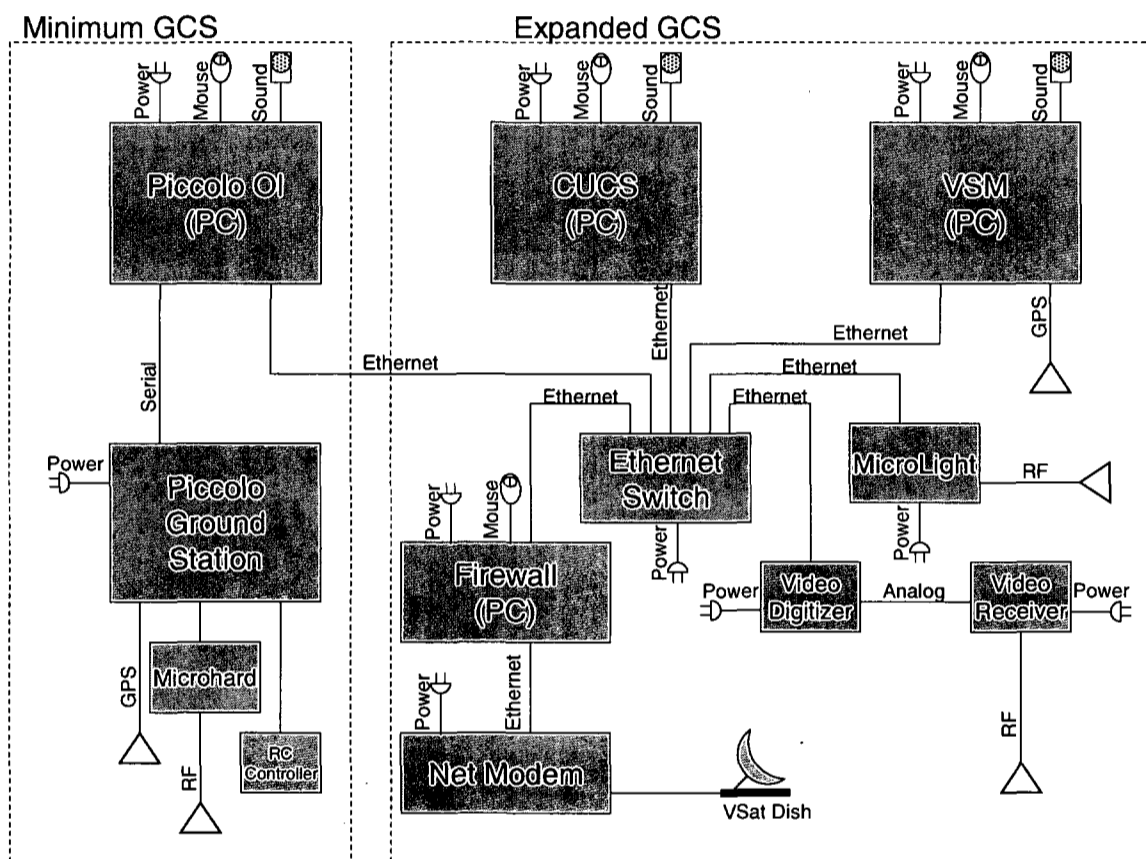 Minimum GCS
Expanded GCS
Power
Mouse
Sound
Power
Mouse
Sound
Power
Mouse
Sound
Piccolo OI
(PC)
CUCS
(PC)
VSM
(PC)
Serial
Ethernet
Ethernet
Ethernet
GPS
Ethernet
Ethernet
Ethernet
Power
Piccolo
Ground
Station
Ethernet
Switch
MicroLight
RF
Power
Mouse
Power
Power
Firewall
(PC)
Power
Video
Digitizer
Analog
Video
Receiver
Power
GPS
Microhard
RF
RC
Controller
Power
Ethernet
Net Modem
VSat Dish
RF